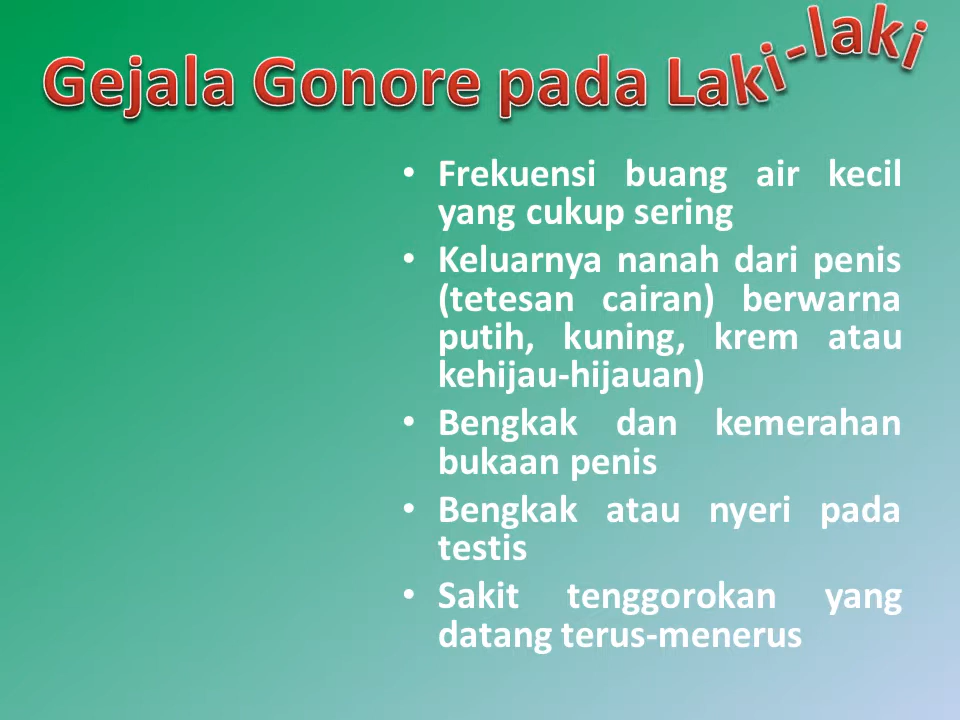 Gejala Gonore pada Laki-laki
• Frekuensi buang air kecil
yang cukup sering
• Keluarnya nanah dari penis
(tetesan cairan) berwarna
putih, kuning, krem atau
kehijau-hijauan)
• Bengkak dan kemerahan
bukaan penis
• Bengkak atau nyeri pada
testis
• Sakit tenggorokan yang
datang terus-menerus